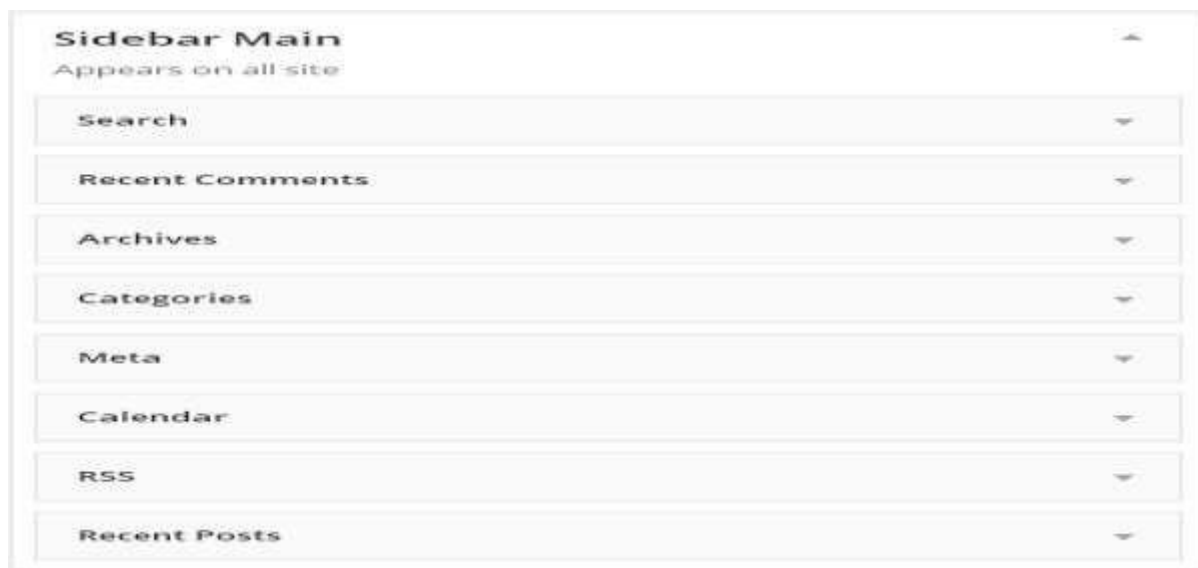 Sidebar Main
Appears on all site
Search
Recent Comments
Archives
Categories
Meta
Calendar
RSS
Recent Posts